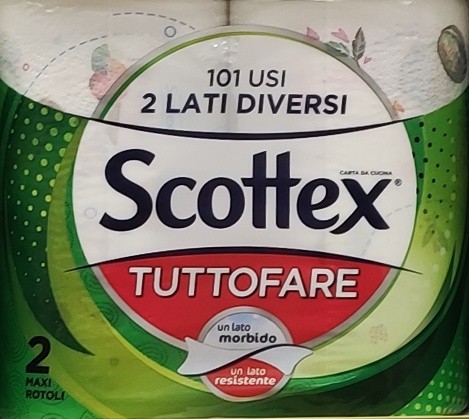 101 USI
2 LATI DIVERSI
CARTA DA CUCINA
Scottex®
TUTTOFARE
un lato
morbido
un lato
resistente
2
MAXI
ROTOLI